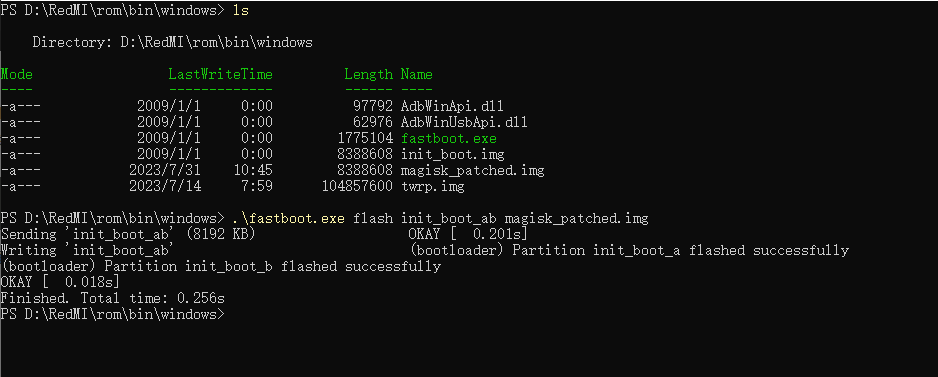 PS D:\RedMI\rom\bin\windows> ls
Directory: D:\RedMI\rom\bin\windows
Mode                 LastWriteTime         Length Name
----                 -------------         ------ ----
-a---            2009/1/1     0:00          97792 AdbWinApi.dll
-a---            2009/1/1     0:00          62976 AdbWinUsbApi.dll
-a---            2009/1/1     0:00        1775104 fastboot.exe
-a---            2009/1/1     0:00        8388608 init_boot.img
-a---           2023/7/31    10:45        8388608 magisk_patched.img
-a---           2023/7/14     7:59      104857600 twrp.img
PS D:\RedMI\rom\bin\windows> .\fastboot.exe flash init_boot_ab magisk_patched.img
Sending 'init_boot_ab' (8192 KB)                   OKAY [  0.201s]
Writing 'init_boot_ab'                             (bootloader) Partition init_boot_a flashed successfully
(bootloader) Partition init_boot_b flashed successfully
OKAY [  0.018s]
Finished. Total time: 0.256s
PS D:\RedMI\rom\bin\windows>